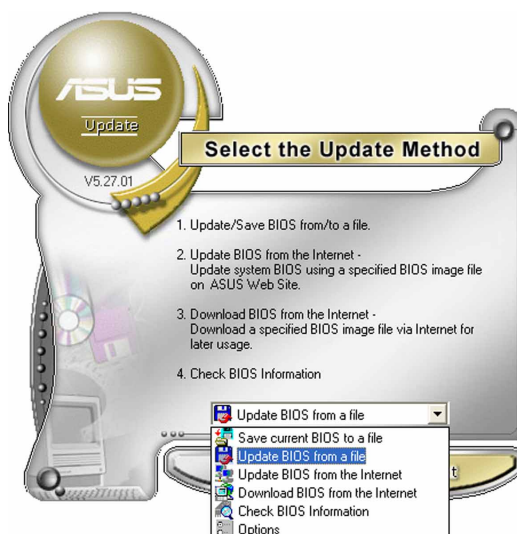 ASUS
Update
V5.27.01
Select the Update Method
1. Update/Save BIOS from/to a file.
2. Update BIOS from the Internet -
Update system BIOS using a specified BIOS image file
on ASUS Web Site.
3. Download BIOS from the Internet -
Download a specified BIOS image file via Internet for
later usage.
4. Check BIOS Information
Update BIOS from a file
Save current BIOS to a file
Update BIOS from a file
Update BIOS from the Internet
Download BIOS from the Internet
Check BIOS Information
Options